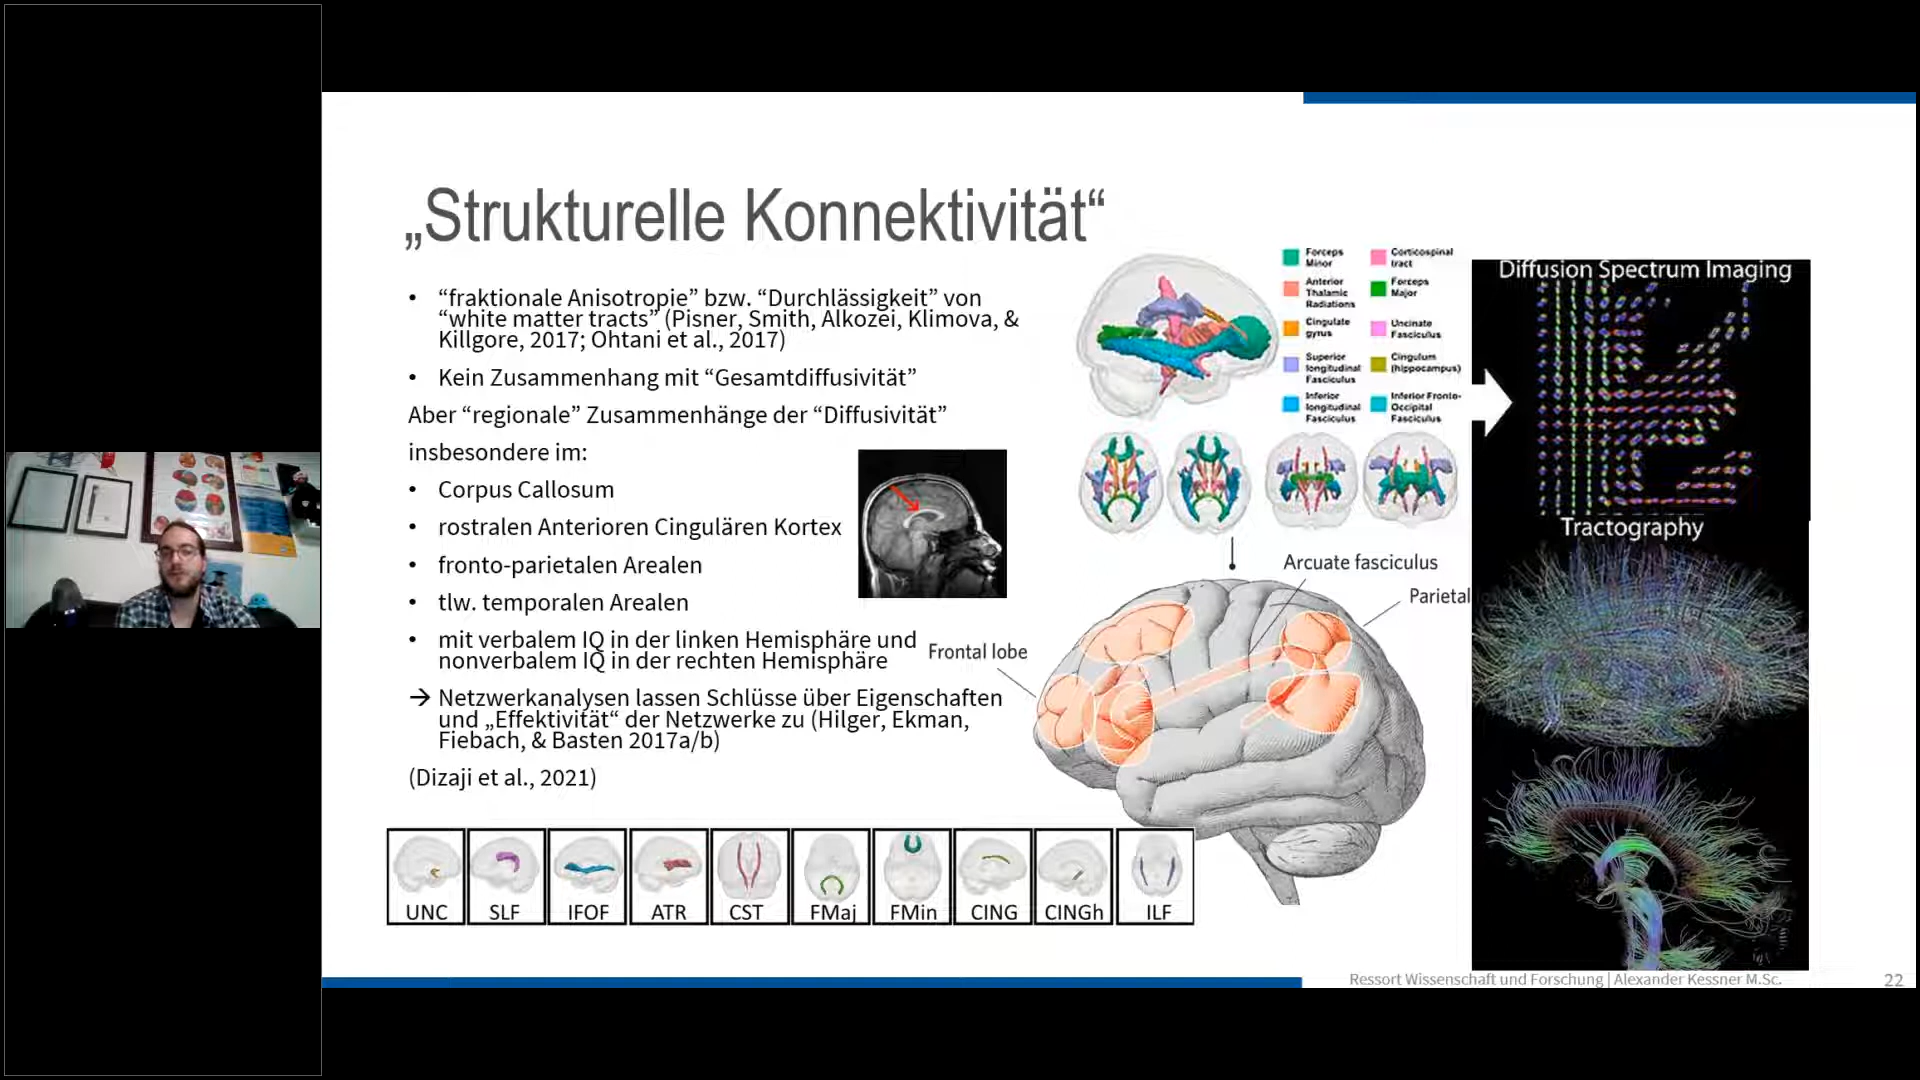 „Strukturelle Konnektivität“
• “fraktionale Anisotropie” bzw. “Durchlässigkeit” von
“white matter tracts” (Pisner, Smith, Alkozei, Klimova, &
Killgore, 2017; Ohtani et al., 2017)
• Kein Zusammenhang mit “Gesamtdiffusivität”
Aber “regionale” Zusammenhänge der “Diffusivität”
insbesondere im:
• Corpus Callosum
• rostralen Anterioren Cingulären Kortex
• fronto-parietalen Arealen
• tlw. temporalen Arealen
• mit verbalem IQ in der linken Hemisphäre und
nonverbalem IQ in der rechten Hemisphäre
→ Netzwerkanalysen lassen Schlüsse über Eigenschaften
und „Effektivität“ der Netzwerke zu (Hilger, Ekman,
Fiebach, & Basten 2017a/b)
(Dizaji et al., 2021)
Forceps
Minor
Anterior
Thalamic
Radiations
Cingulate
gyrus
Superior
longitudinal
Fasciculus
Inferior
longitudinal
Fasciculus
Corticospinal
tract
Forceps
Major
Uncinate
Fasciculus
Cingulum
(hippocampus)
Inferior Fronto-
Occipital
Fasciculus
Diffusion Spectrum Imaging
Tractography
Arcuate fasciculus
Parietal
Frontal lobe
UNC
SLF
IFOF
ATR
CST
FMaj
FMin
CING
CINGh
ILF
Ressort Wissenschaft und Forschung | Alexander Kessner M.Sc.
22